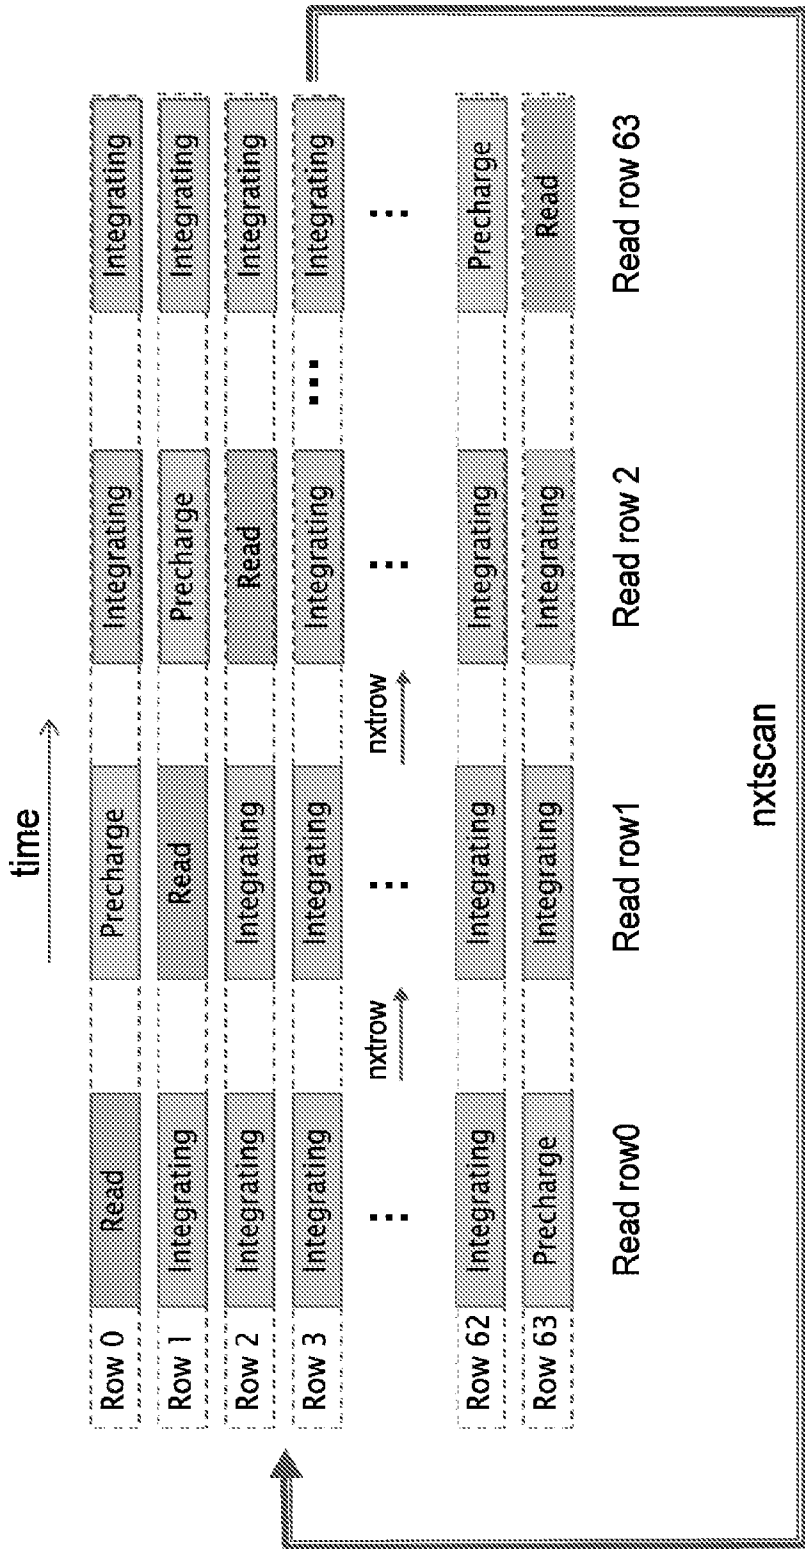 time
Row 0 Read Precharge Integrating Integrating
Row 1 Integrating Read Precharge Integrating
Row 2 Integrating Integrating Read Integrating
Row 3 Integrating Integrating Integrating ... Integrating
... nxtrow ... nxtrow ... ...
Row 62 Integrating Integrating Integrating Precharge
Row 63 Precharge Integrating Integrating Read
Read row0 Read row1 Read row 2 Read row 63
nxtscan